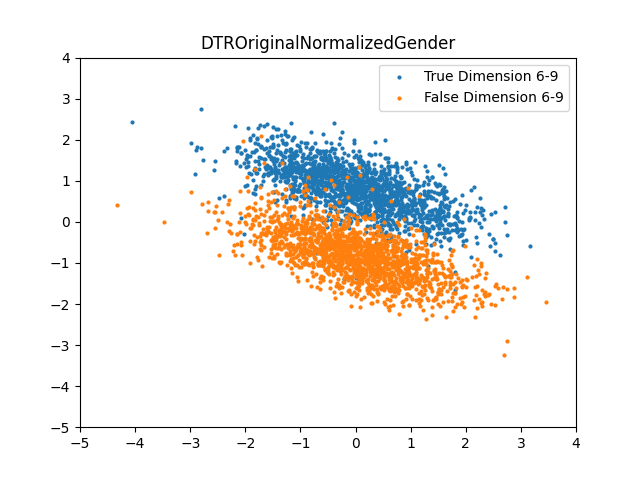 DTROriginalNormalizedGender
True Dimension 6-9
False Dimension 6-9
4
3
2
1
0
−1
−2
−3
−4
−5
−5 −4 −3 −2 −1 0 1 2 3 4